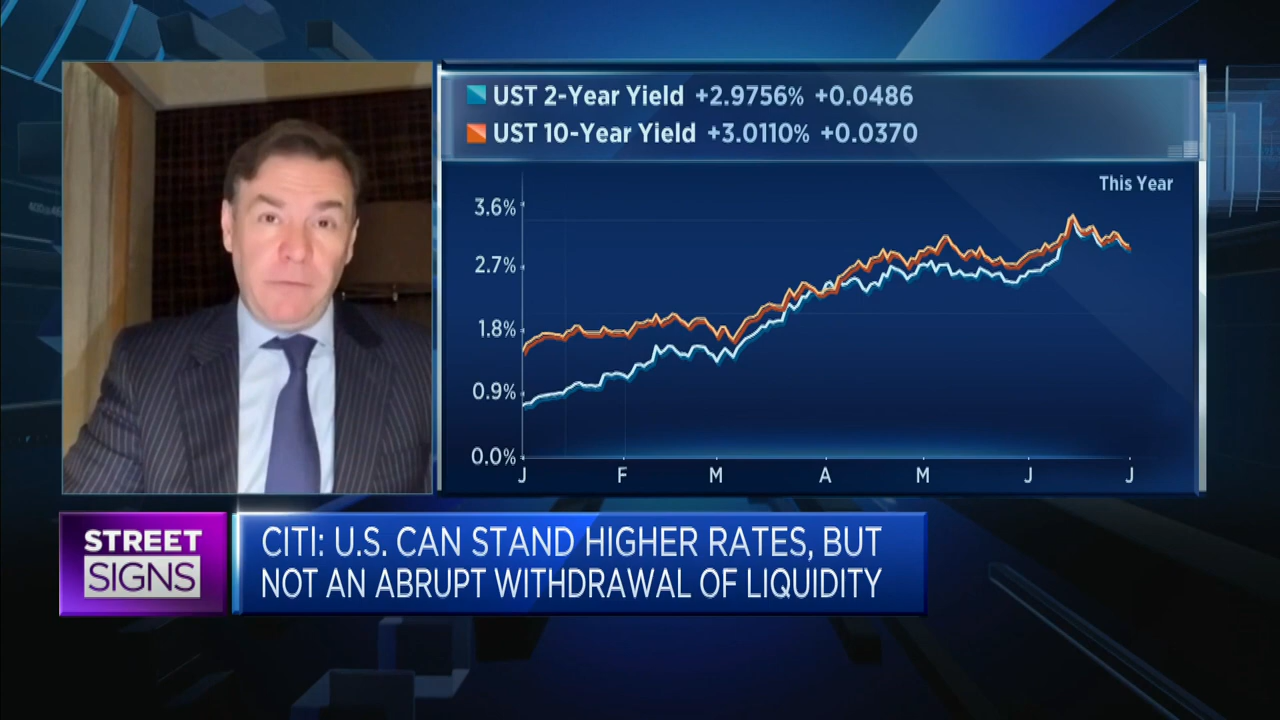 UST 2-Year Yield +2.9756% +0.0486
UST 10-Year Yield +3.0110% +0.0370
This Year
3.6%
2.7%
1.8%
0.9%
0.0%
J F M A M J J
STREET
SIGNS
CITI: U.S. CAN STAND HIGHER RATES, BUT
NOT AN ABRUPT WITHDRAWAL OF LIQUIDITY